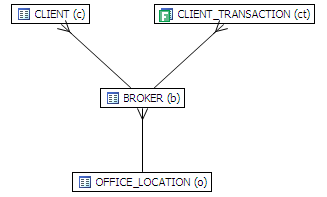 CLIENT (c)
CLIENT_TRANSACTION (ct)
BROKER (b)
OFFICE_LOCATION (o)